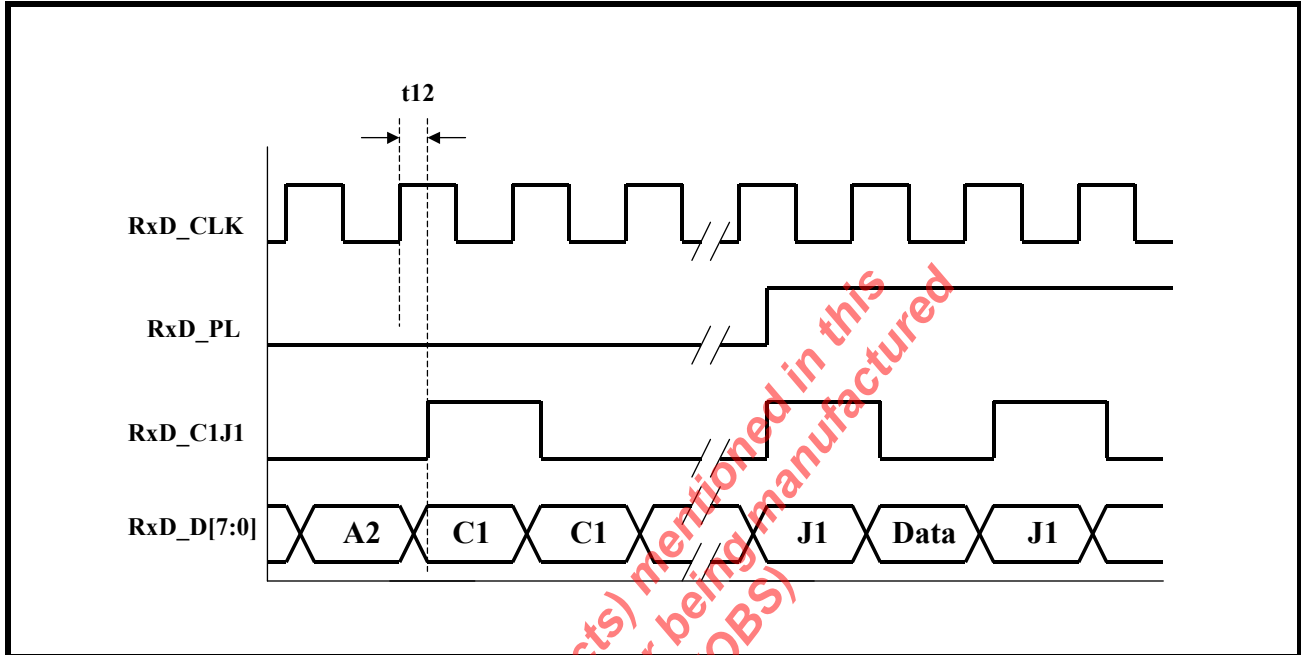 t12
RxD_CLK
RxD_PL
RxD_C1J1
RxD_D[7:0]
A2 C1 C1 J1 Data J1
cts) mentioned in this
r being manufactured
OBS)